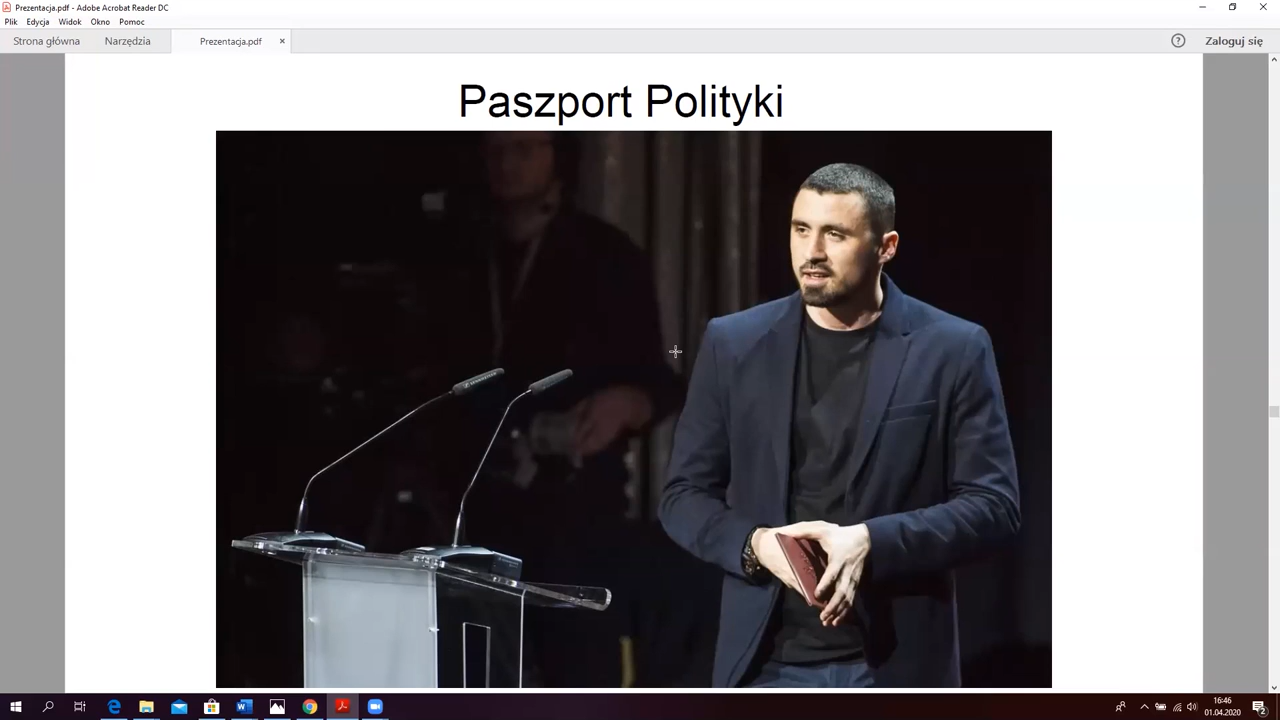 Prezentacja.pdf - Adobe Acrobat Reader DC
Plik Edycja Widok Okno Pomoc
Strona główna Narzędzia Prezentacja.pdf × ? Zaloguj się
Paszport Polityki
16:46
01.04.2020
2